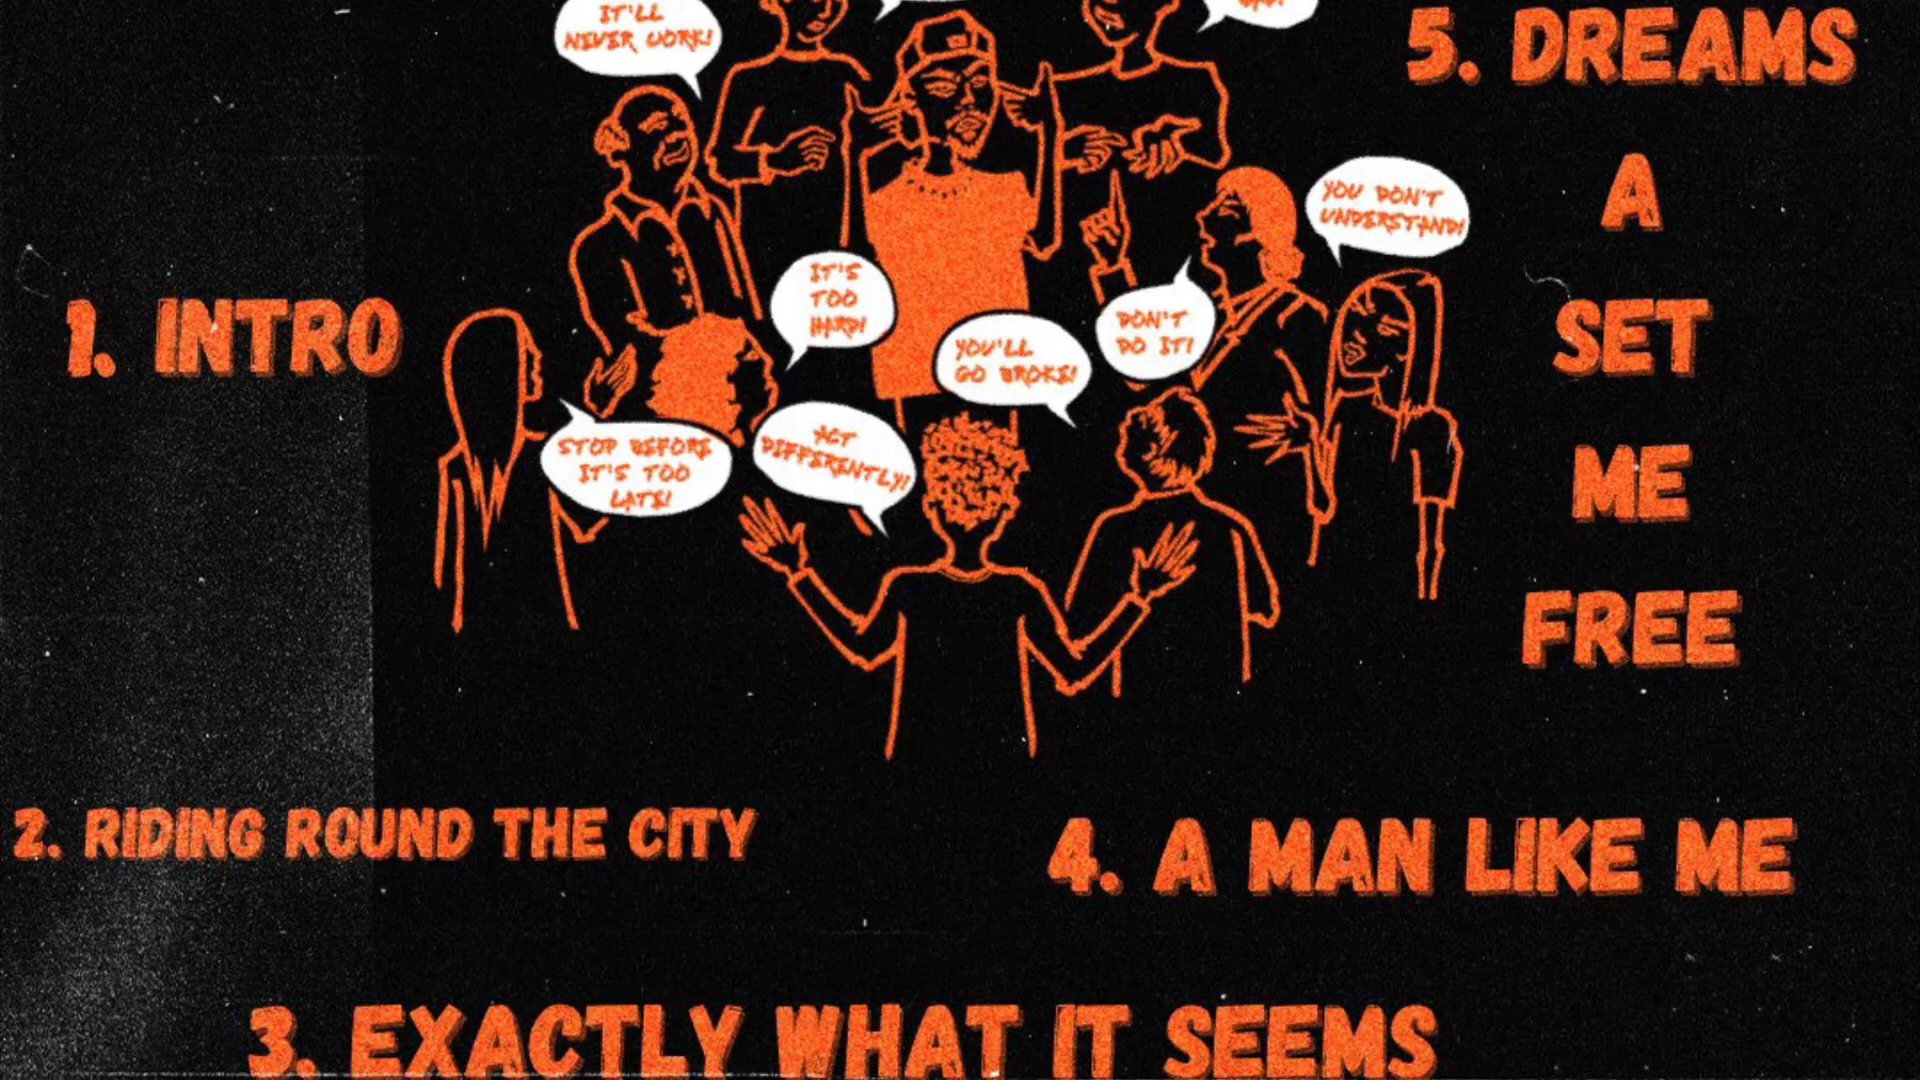 IT'LL
NEVER WORK!
5. DREAMS
A
SET
ME
FREE
YOU DON'T
UNDERSTAND!
IT'S
TOO
HARD!
DON'T
DO IT!
YOU'LL
GO BROKE!
1. INTRO
STOP BEFORE
IT'S TOO
LATE!
ACT
DIFFERENTLY!
2. RIDING ROUND THE CITY
4. A MAN LIKE ME
3. EXACTLY WHAT IT SEEMS